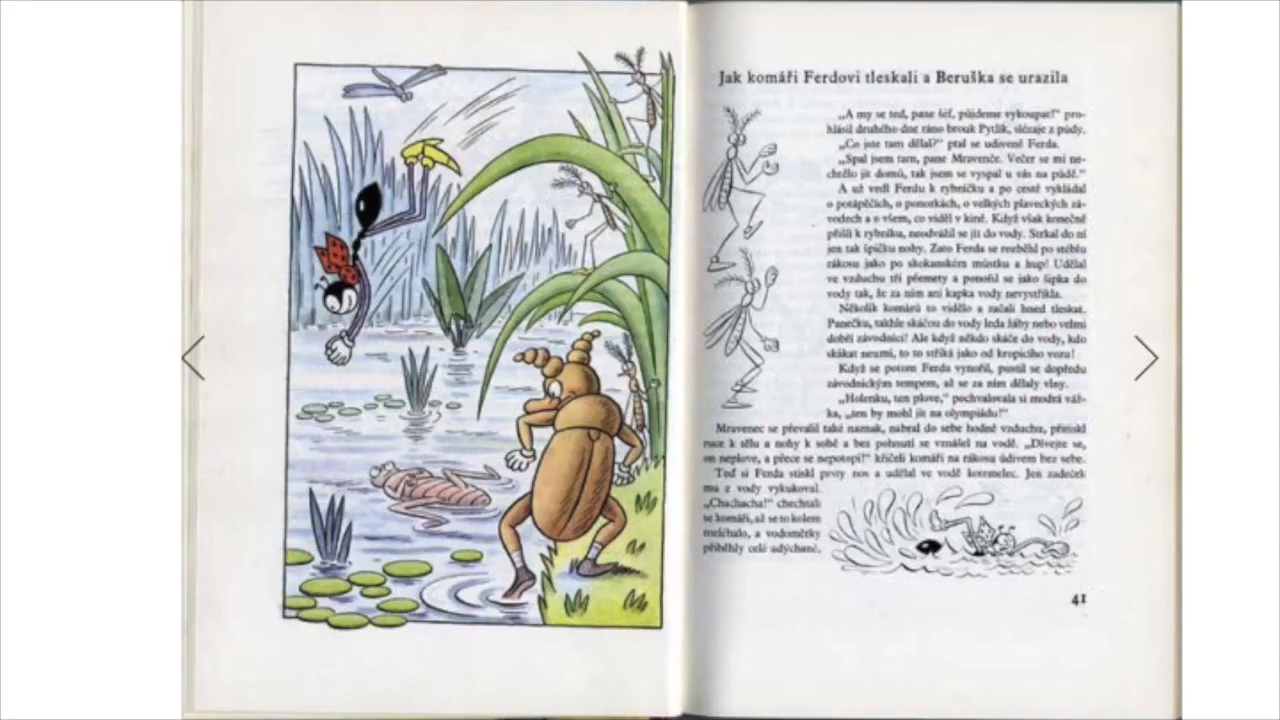 Jak komáři Ferdovi tleskali a Beruška se urazila
„A my se teď, pane šéf, půjdeme vykoupat!“ pro-
hlásil druhého dne ráno brouk Pytlík, slézaje z půdy.
„Co jste tam dělal?“ ptal se udiveně Ferda.
„Spal jsem tam, pane Mravenče. Večer se mi ne-
chtělo jít domů, tak jsem se vyspal u vás na půdě.“
A už vedl Ferdu k rybníčku a po cestě vykládal
o potápěčích, o ponorkách, o velkých plaveckých zá-
vodech a o všem, co viděl v kině. Když však konečně
přišli k rybníku, neodvážil se jít do vody. Strkal do ní
jen tak špičku nohy. Zato Ferda se rozběhl po stéblu
rákosu jako po skokanském můstku a hup! Udělal
ve vzduchu tři přemety a ponořil se jako šipka do
vody tak, že za ním ani kapka vody nevystříkla.
Několik komárů to vidělo a začali hned tleskat.
Panečku, takhle skáčou do vody leda žáby nebo velmi
dobří závodníci! Ale když někdo skáče do vody, kdo
skákat neumí, to to stříká jako od kropicího vozu!
Když se potom Ferda vynořil, pustil se dopředu
závodnickým tempem, až se za ním dělaly vlny.
„Holenku, ten plove,“ pochvalovala si modrá váž-
ka, „ten by mohl jít na olympiádu!“
Mravenec se převalil také naznak, nabral do sebe hodně vzduchu, přitiskl
ruce k tělu a nohy k sobě a bez pohnutí se vznášel na vodě. „Dívejte se,
on neplove, a přece se nepotopí!“ křičeli komáři na rákosu údivem bez sebe.
Teď si Ferda stiskl prsty nos a udělal ve vodě kotrmelec. Jen zadeček
mu z vody vykukoval.
„Chachacha!“ chechtali
se komáři, až se to kolem
rozléhalo, a vodoměrky
přiběhly celé udýchané.
41